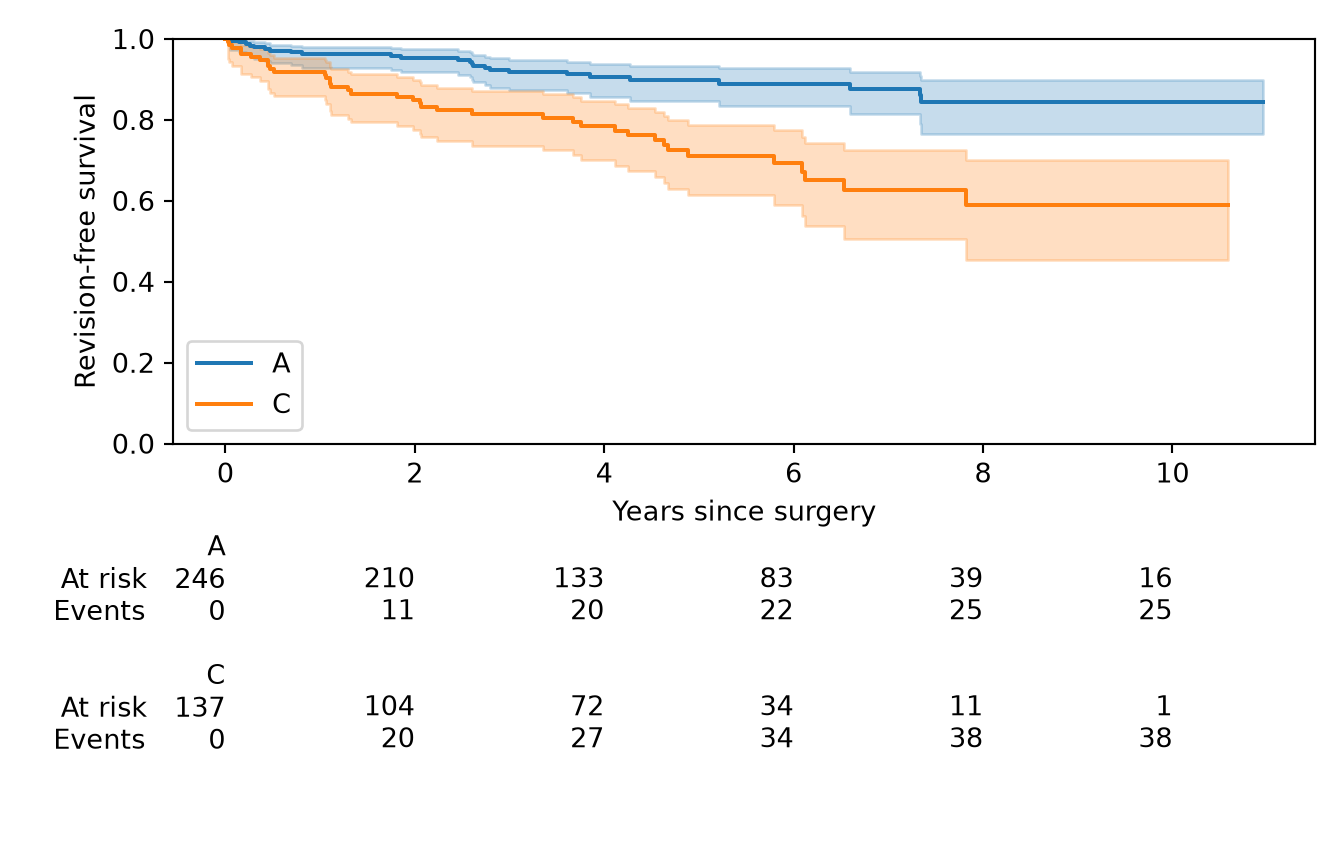 1.0
0.8
0.6
0.4
0.2
0.0
Revision-free survival
A
C
0 2 4 6 8 10
Years since surgery
A
At risk 246 210 133 83 39 16
Events 0 11 20 22 25 25
C
At risk 137 104 72 34 11 1
Events 0 20 27 34 38 38